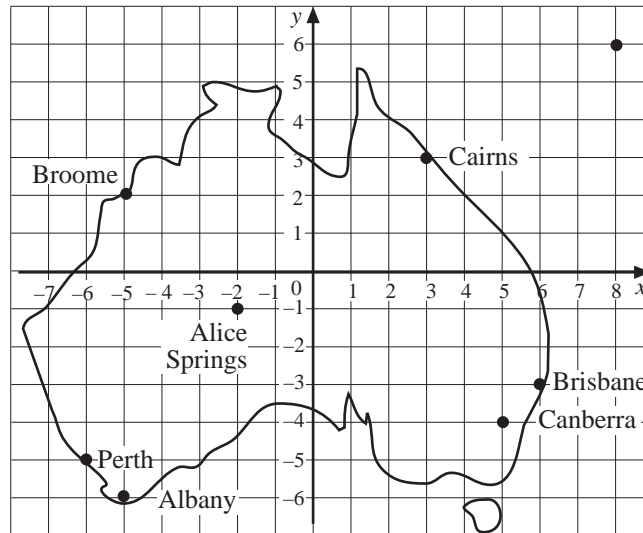 y
6
5
4
3
2
1
Cairns
Broome
–7 –6 –5 – 4 –3 –2 –1 0 1 2 3 4 5 6 7 8 x
–1
–2
–3
–4
–5
–6
Alice
Springs
Brisbane
Canberra
Perth
Albany